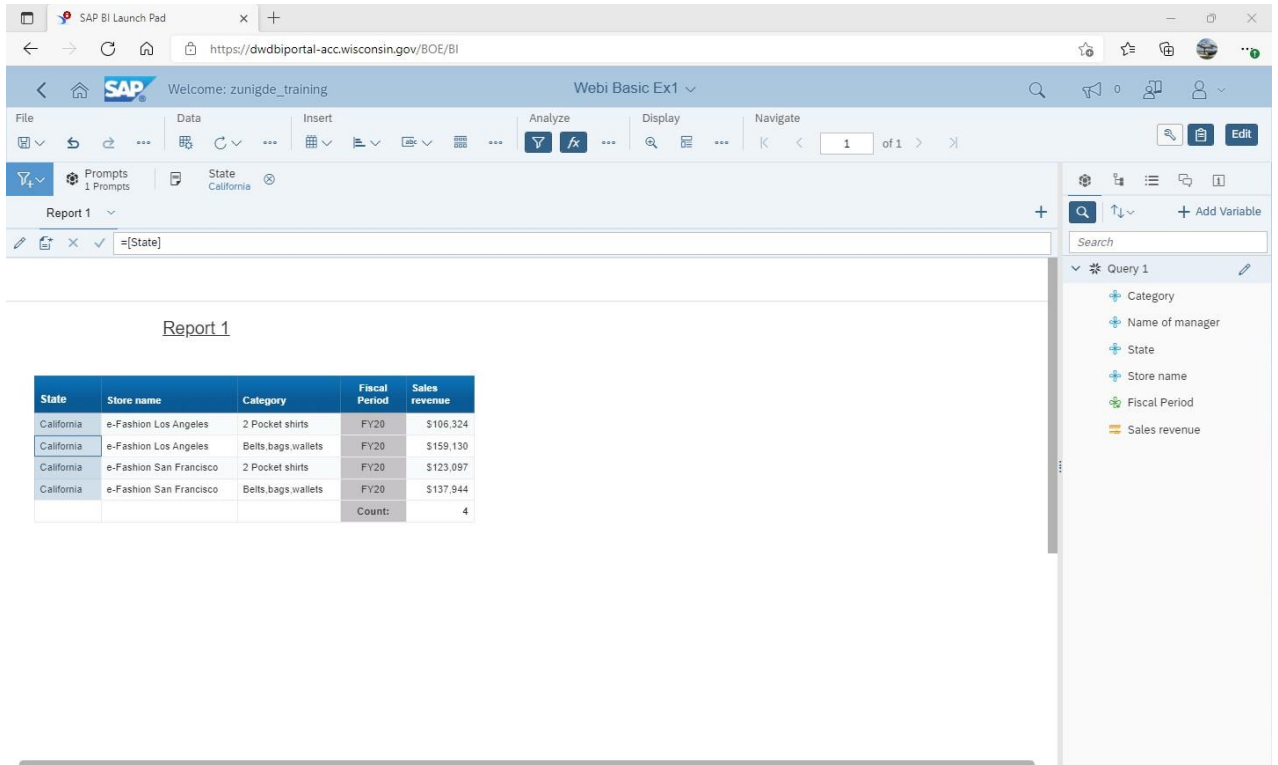 SAP BI Launch Pad
https://dwdbiportal-acc.wisconsin.gov/BOE/BI
SAP Welcome: zunigde_training Webi Basic Ex1 0
File Data Insert Analyze Display Navigate
abc fx 1 of 1 Edit
Prompts
1 Prompts
State
California
Report 1
Add Variable
=[State]
Search
Query 1
Category
Name of manager
State
Store name
Fiscal Period
Sales revenue
Report 1
State Store name Category Fiscal Period Sales revenue
California e-Fashion Los Angeles 2 Pocket shirts FY20 $106,324
California e-Fashion Los Angeles Belts,bags,wallets FY20 $159,130
California e-Fashion San Francisco 2 Pocket shirts FY20 $123,097
California e-Fashion San Francisco Belts,bags,wallets FY20 $137,944
Count: 4